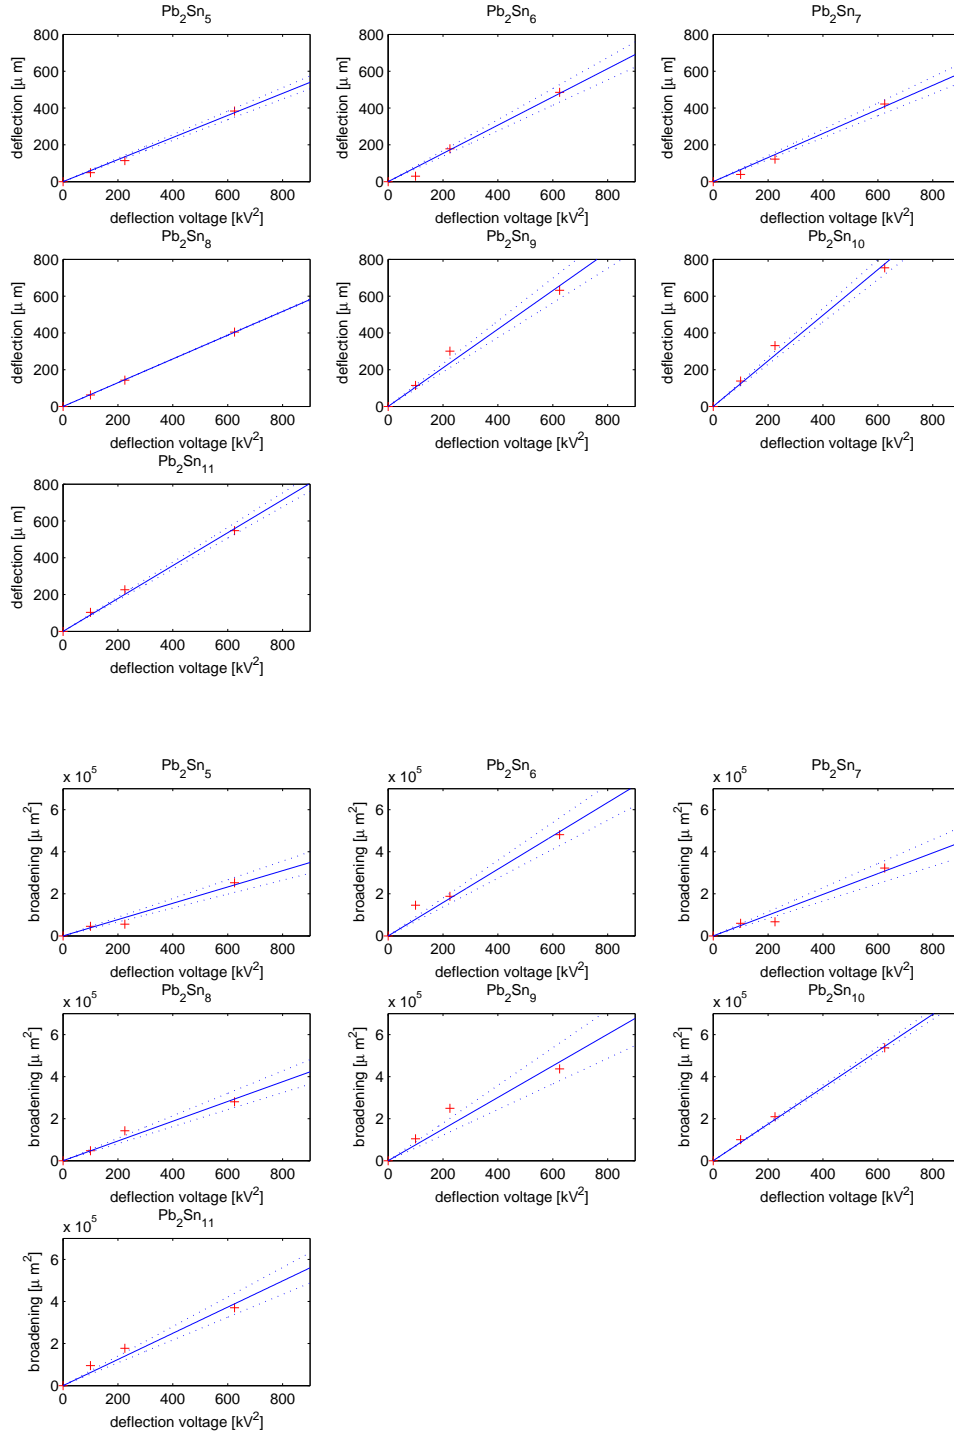 Pb2Sn5
Pb2Sn6
Pb2Sn7
800
600
400
200
0
deflection [μ m]
0 200 400 600 800
deflection voltage [kV2]
800
600
400
200
0
deflection [μ m]
0 200 400 600 800
deflection voltage [kV2]
800
600
400
200
0
deflection [μ m]
0 200 400 600 800
deflection voltage [kV2]
Pb2Sn8
Pb2Sn9
Pb2Sn10
800
600
400
200
0
deflection [μ m]
0 200 400 600 800
deflection voltage [kV2]
800
600
400
200
0
deflection [μ m]
0 200 400 600 800
deflection voltage [kV2]
800
600
400
200
0
deflection [μ m]
0 200 400 600 800
deflection voltage [kV2]
Pb2Sn11
800
600
400
200
0
deflection [μ m]
0 200 400 600 800
deflection voltage [kV2]
x 10^5
Pb2Sn5
6
4
2
0
broadening [μ m2]
0 200 400 600 800
deflection voltage [kV2]
x 10^5
Pb2Sn6
6
4
2
0
broadening [μ m2]
0 200 400 600 800
deflection voltage [kV2]
x 10^5
Pb2Sn7
6
4
2
0
broadening [μ m2]
0 200 400 600 800
deflection voltage [kV2]
x 10^5
Pb2Sn8
6
4
2
0
broadening [μ m2]
0 200 400 600 800
deflection voltage [kV2]
x 10^5
Pb2Sn9
6
4
2
0
broadening [μ m2]
0 200 400 600 800
deflection voltage [kV2]
x 10^5
Pb2Sn10
6
4
2
0
broadening [μ m2]
0 200 400 600 800
deflection voltage [kV2]
x 10^5
Pb2Sn11
6
4
2
0
broadening [μ m2]
0 200 400 600 800
deflection voltage [kV2]